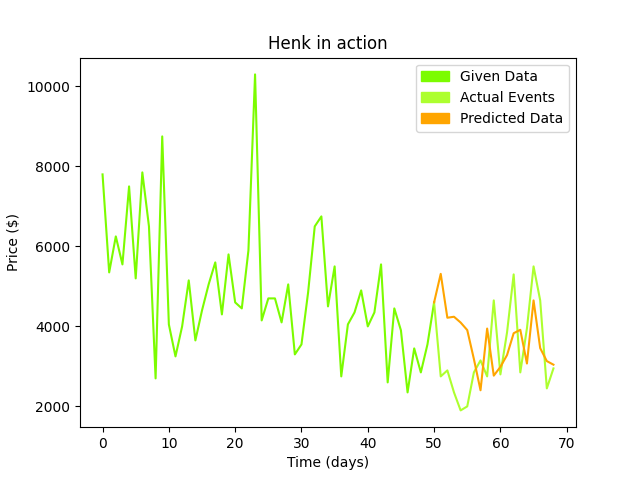 Henk in action
Given Data
Actual Events
Predicted Data
Price ($)
10000
8000
6000
4000
2000
0 10 20 30 40 50 60 70
Time (days)